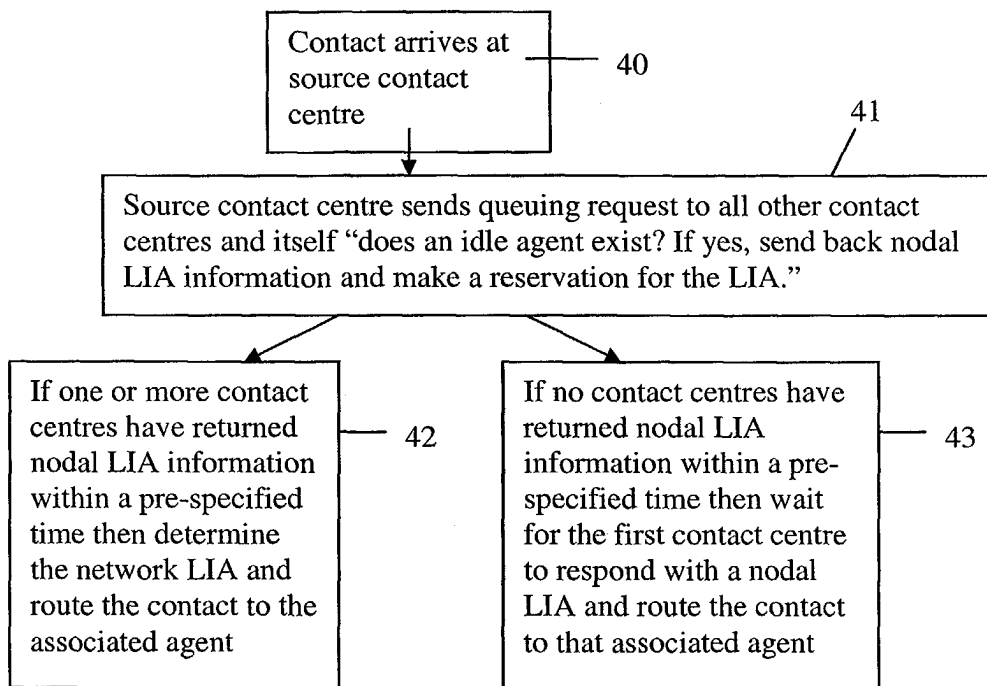 Contact arrives at
source contact
centre
40
41
Source contact centre sends queuing request to all other contact
centres and itself “does an idle agent exist? If yes, send back nodal
LIA information and make a reservation for the LIA.”
If one or more contact
centres have returned
nodal LIA information
within a pre-specified
time then determine
the network LIA and
route the contact to the
associated agent
42
If no contact centres have
returned nodal LIA
information within a pre-
specified time then wait
for the first contact centre
to respond with a nodal
LIA and route the contact
to that associated agent
43